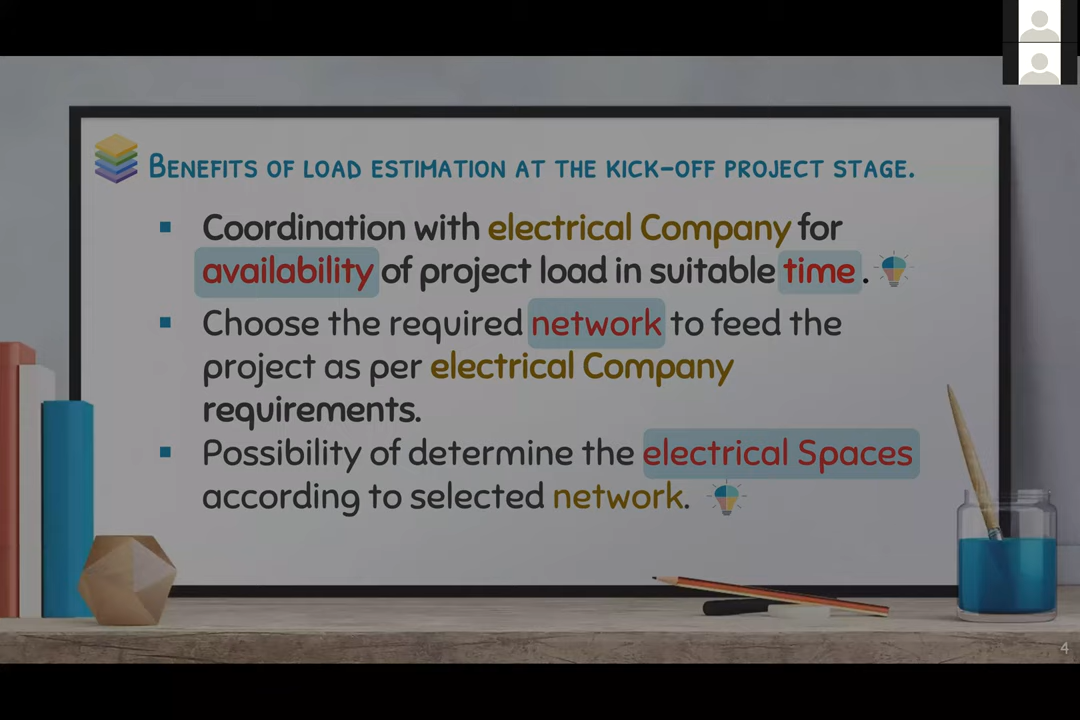 Benefits of load estimation at the kick-off project stage.
▪ Coordination with electrical Company for
availability of project load in suitable time.
▪ Choose the required network to feed the
project as per electrical Company
requirements.
▪ Possibility of determine the electrical Spaces
according to selected network.
4